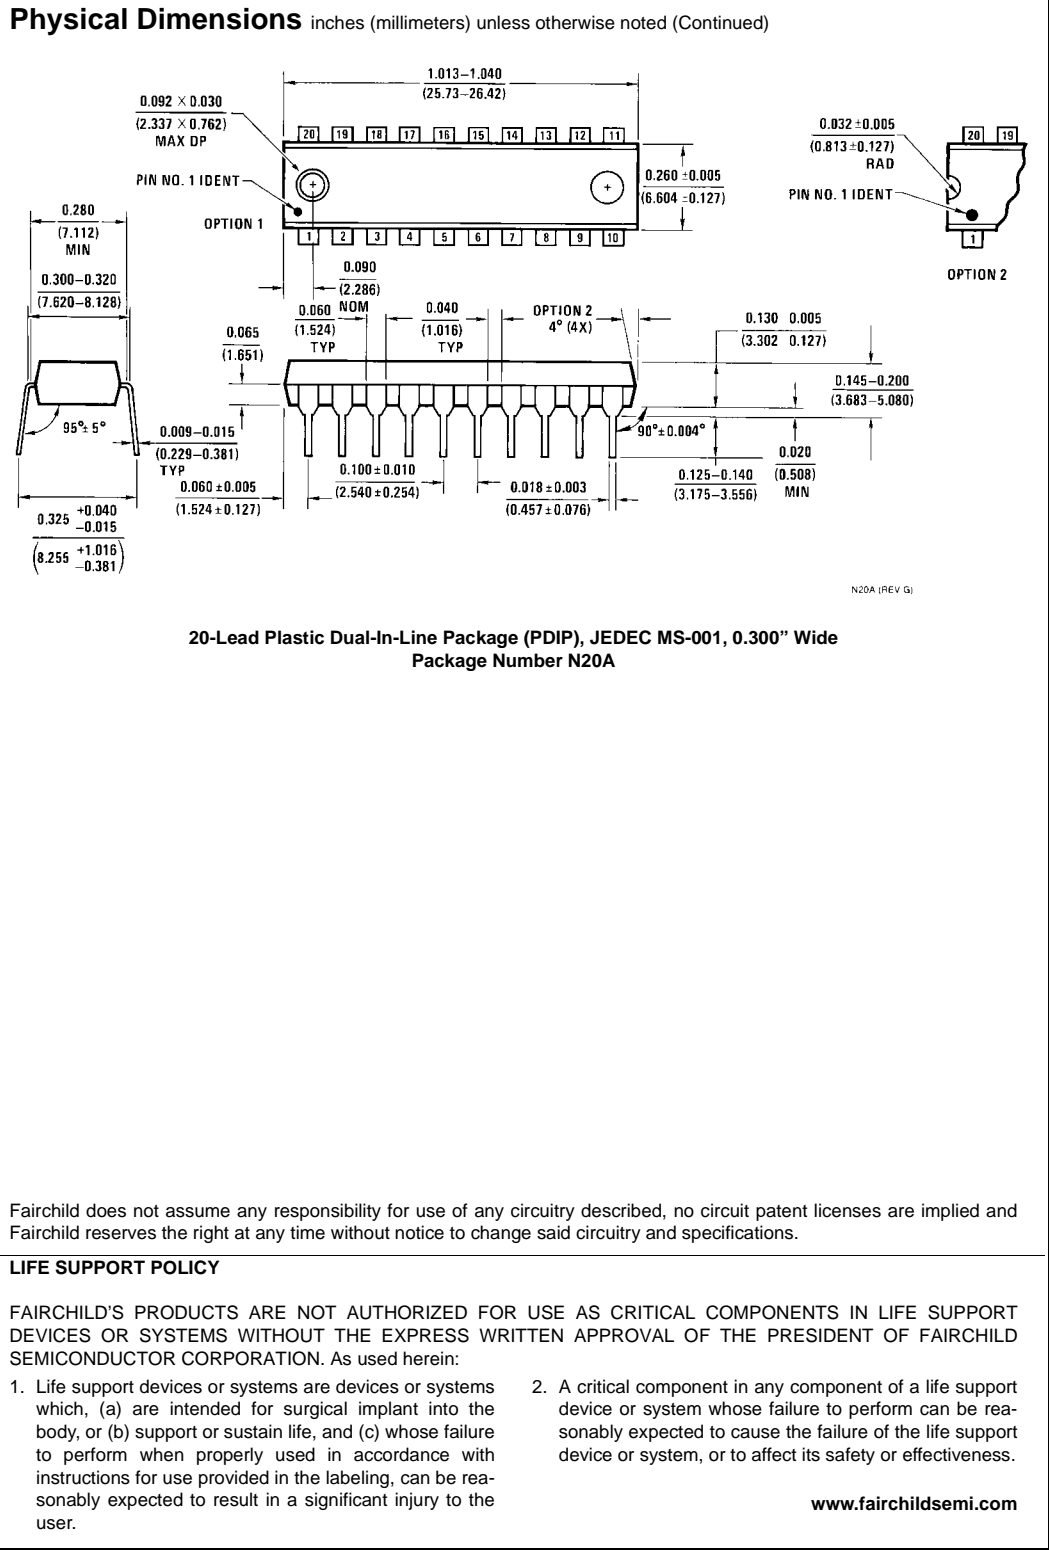 Physical Dimensions inches (millimeters) unless otherwise noted (Continued)
1.013–1.040
(25.73–26.42)
0.092 × 0.030
(2.337 × 0.762)
MAX DP
20 19 18 17 16 15 14 13 12 11
0.032 ±0.005
(0.813 ±0.127)
RAD
20 19
PIN NO. 1 IDENT
0.260 ±0.005
(6.604 ±0.127)
PIN NO. 1 IDENT
OPTION 1
1 2 3 4 5 6 7 8 9 10
1
OPTION 2
0.280
(7.112)
MIN
0.090
(2.286)
NOM
0.300–0.320
(7.620–8.128)
0.060
(1.524)
TYP
0.040
(1.016)
TYP
OPTION 2
4° (4X)
0.130 0.005
(3.302 0.127)
0.065
(1.651)
0.145–0.200
(3.683–5.080)
95°± 5°
90°±0.004°
0.009–0.015
(0.229–0.381)
TYP
0.100 ±0.010
(2.540 ±0.254)
0.020
(0.508)
MIN
0.125–0.140
(3.175–3.556)
0.060 ±0.005
(1.524 ±0.127)
0.018 ±0.003
(0.457 ±0.076)
0.325 +0.040
–0.015
(8.255 +1.016
–0.381)
N20A (REV G)
20-Lead Plastic Dual-In-Line Package (PDIP), JEDEC MS-001, 0.300” Wide
Package Number N20A
Fairchild does not assume any responsibility for use of any circuitry described, no circuit patent licenses are implied and
Fairchild reserves the right at any time without notice to change said circuitry and specifications.
LIFE SUPPORT POLICY
FAIRCHILD’S PRODUCTS ARE NOT AUTHORIZED FOR USE AS CRITICAL COMPONENTS IN LIFE SUPPORT
DEVICES OR SYSTEMS WITHOUT THE EXPRESS WRITTEN APPROVAL OF THE PRESIDENT OF FAIRCHILD
SEMICONDUCTOR CORPORATION. As used herein:
1. Life support devices or systems are devices or systems
which, (a) are intended for surgical implant into the
body, or (b) support or sustain life, and (c) whose failure
to perform when properly used in accordance with
instructions for use provided in the labeling, can be rea-
sonably expected to result in a significant injury to the
user.
2. A critical component in any component of a life support
device or system whose failure to perform can be rea-
sonably expected to cause the failure of the life support
device or system, or to affect its safety or effectiveness.
www.fairchildsemi.com